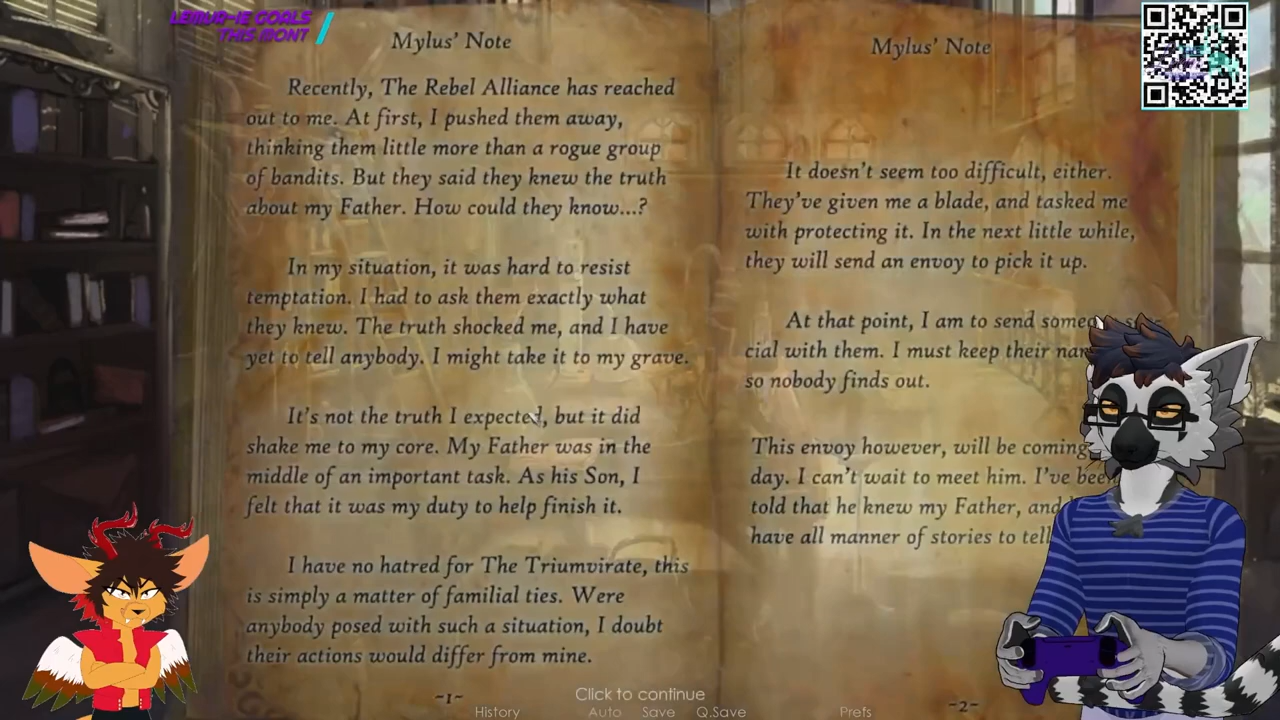 LEMUR-IE GOALS
THIS MONT
Mylus' Note
Recently, The Rebel Alliance has reached
out to me. At first, I pushed them away,
thinking them little more than a rogue group
of bandits. But they said they knew the truth
about my Father. How could they know...?
In my situation, it was hard to resist
temptation. I had to ask them exactly what
they knew. The truth shocked me, and I have
yet to tell anybody. I might take it to my grave.
It's not the truth I expected, but it did
shake me to my core. My Father was in the
middle of an important task. As his Son, I
felt that it was my duty to help finish it.
I have no hatred for The Triumvirate, this
is simply a matter of familial ties. Were
anybody posed with such a situation, I doubt
their actions would differ from mine.
~1~
Mylus' Note
It doesn't seem too difficult, either.
They've given me a blade, and tasked me
with protecting it. In the next little while,
they will send an envoy to pick it up.
At that point, I am to send
cial with them. I must keep their
so nobody finds out.
This envoy however, will be coming
day. I can't wait to meet him. I've been
told that he knew my Father, and
have all manner of stories to tell
~2~
Click to continue
History Auto Save Q.Save Prefs